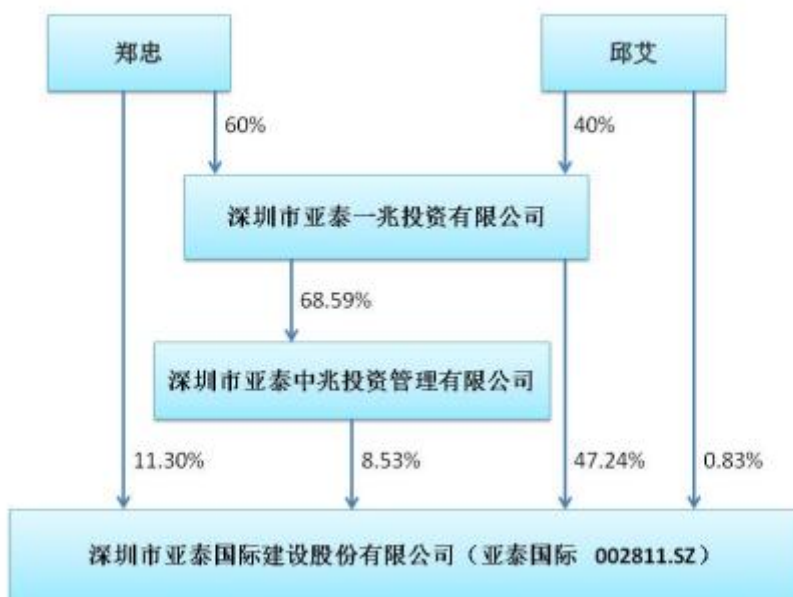 郑忠
邱艾
60%
40%
深圳市亚泰一兆投资有限公司
68.59%
深圳市亚泰中兆投资管理有限公司
11.30%
8.53%
47.24%
0.83%
深圳市亚泰国际建设股份有限公司（亚泰国际 002811.SZ）